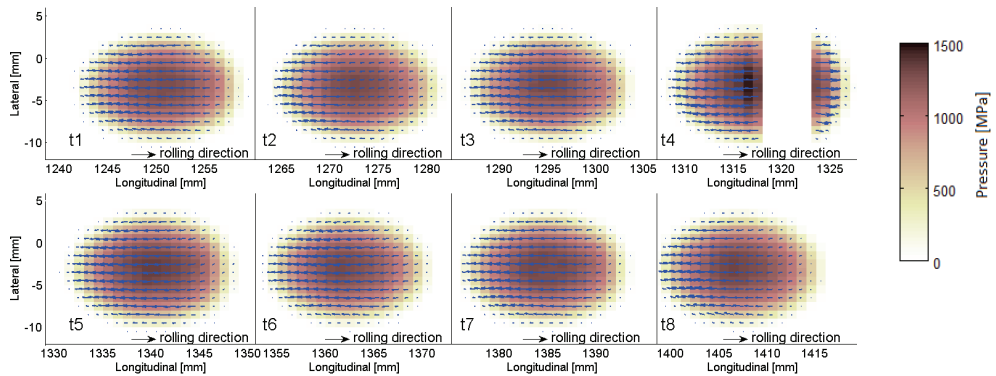 5
0
-5
-10
Lateral [mm]
t1
rolling direction
1240 1245 1250 1255
Longitudinal [mm]
t2
rolling direction
1265 1270 1275 1280
Longitudinal [mm]
t3
rolling direction
1290 1295 1300 1305
Longitudinal [mm]
t4
rolling direction
1310 1315 1320 1325
Longitudinal [mm]
1500
1000
500
0
Pressure [MPa]
5
0
-5
-10
Lateral [mm]
t5
rolling direction
1330 1335 1340 1345 1350
Longitudinal [mm]
t6
rolling direction
1355 1360 1365 1370
Longitudinal [mm]
t7
rolling direction
1380 1385 1390
Longitudinal [mm]
t8
rolling direction
1400 1405 1410 1415
Longitudinal [mm]